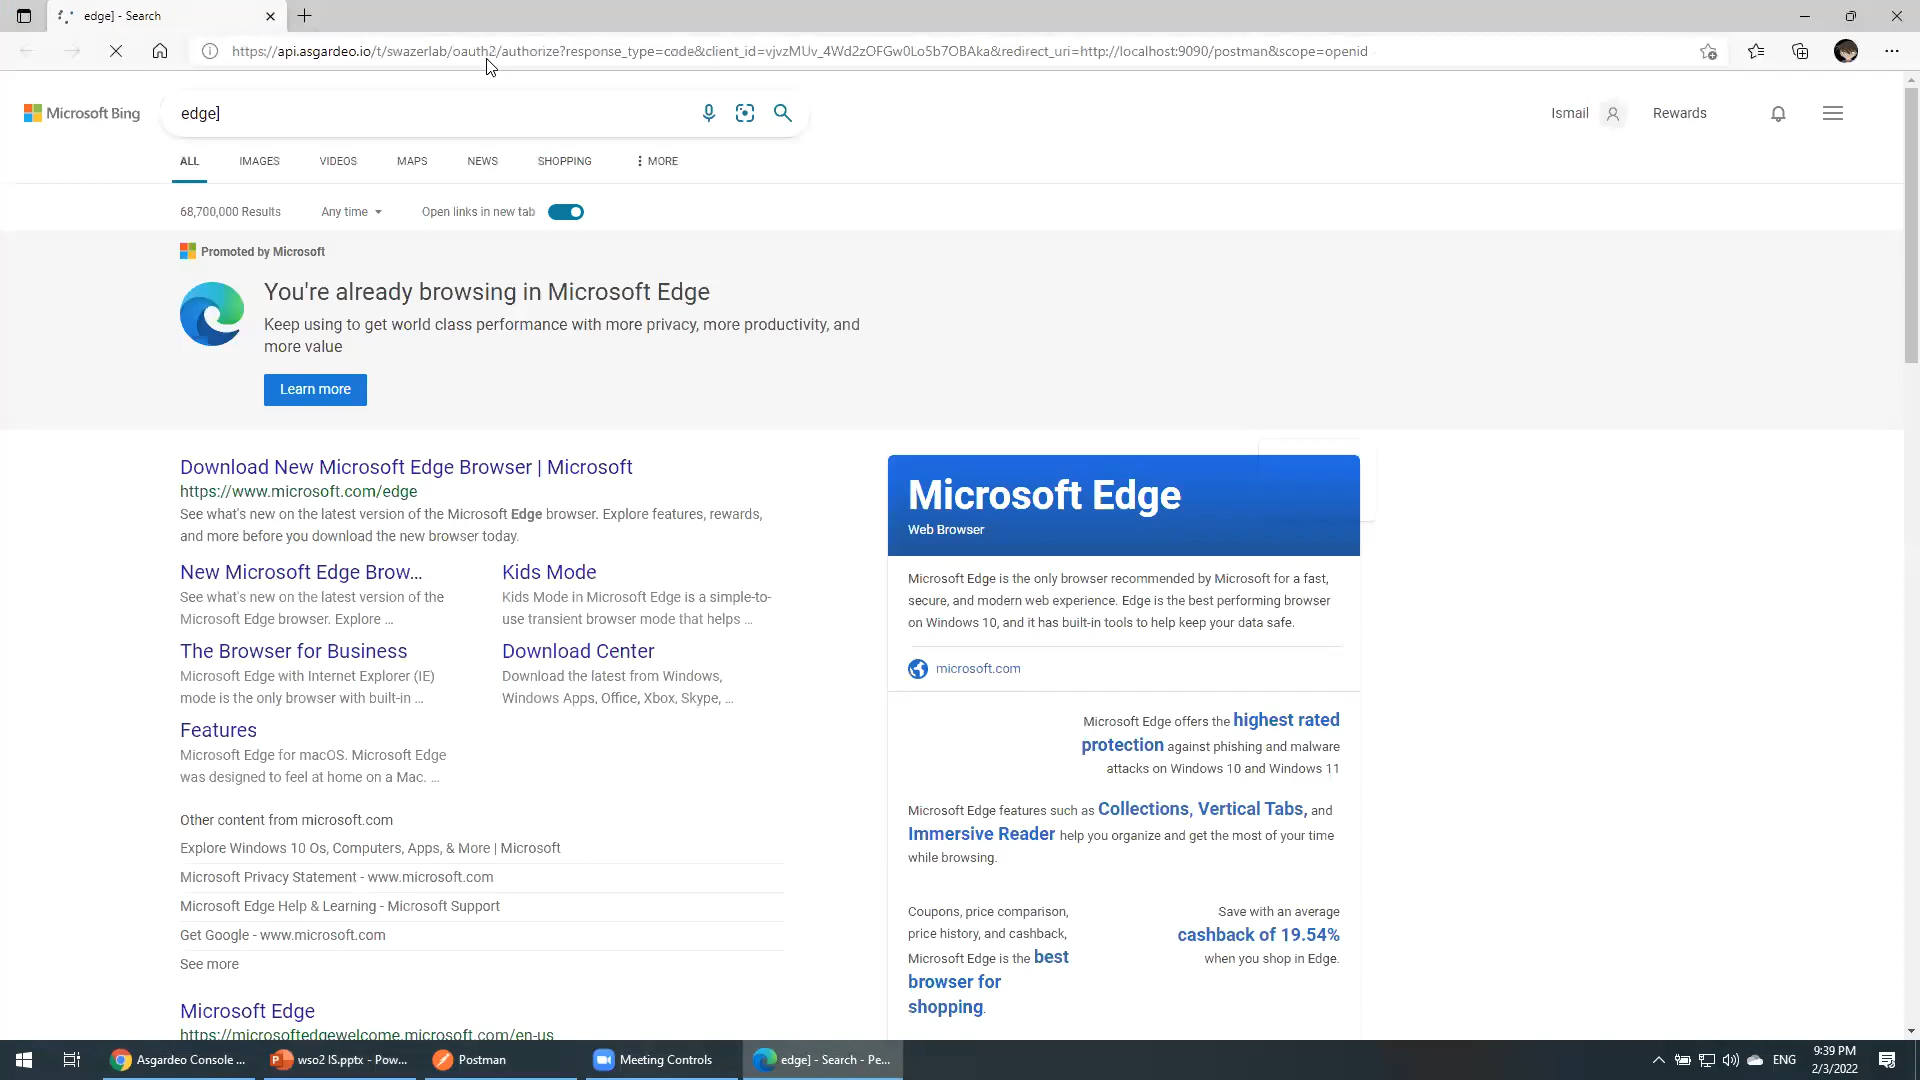 edge] - Search
https://api.asgardeo.io/t/swazerlab/oauth2/authorize?response_type=code&client_id=vjvzMUv_4Wd2zOFGw0Lo5b7OBAka&redirect_uri=http://localhost:9090/postman&scope=openid
Microsoft Bing
edge]
Ismail
Rewards
ALL
IMAGES
VIDEOS
MAPS
NEWS
SHOPPING
MORE
68,700,000 Results
Any time
Open links in new tab
Promoted by Microsoft
You're already browsing in Microsoft Edge
Keep using to get world class performance with more privacy, more productivity, and
more value
Learn more
Download New Microsoft Edge Browser | Microsoft
https://www.microsoft.com/edge
See what's new on the latest version of the Microsoft Edge browser. Explore features, rewards,
and more before you download the new browser today.
New Microsoft Edge Brow...
See what's new on the latest version of the
Microsoft Edge browser. Explore ...
Kids Mode
Kids Mode in Microsoft Edge is a simple-to-
use transient browser mode that helps ...
The Browser for Business
Microsoft Edge with Internet Explorer (IE)
mode is the only browser with built-in ...
Download Center
Download the latest from Windows,
Windows Apps, Office, Xbox, Skype, ...
Features
Microsoft Edge for macOS. Microsoft Edge
was designed to feel at home on a Mac. ...
Other content from microsoft.com
Explore Windows 10 Os, Computers, Apps, & More | Microsoft
Microsoft Privacy Statement - www.microsoft.com
Microsoft Edge Help & Learning - Microsoft Support
Get Google - www.microsoft.com
See more
Microsoft Edge
https://microsoftedgewelcome.microsoft.com/en-us
Microsoft Edge
Web Browser
Microsoft Edge is the only browser recommended by Microsoft for a fast,
secure, and modern web experience. Edge is the best performing browser
on Windows 10, and it has built-in tools to help keep your data safe.
microsoft.com
Microsoft Edge offers the highest rated
protection against phishing and malware
attacks on Windows 10 and Windows 11
Microsoft Edge features such as Collections, Vertical Tabs, and
Immersive Reader help you organize and get the most of your time
while browsing.
Coupons, price comparison,
price history, and cashback,
Microsoft Edge is the best
browser for
shopping.
Save with an average
cashback of 19.54%
when you shop in Edge.
Asgardeo Console ...
wso2 IS.pptx - Pow...
Postman
Meeting Controls
edge] - Search - Pe...
ENG
9:39 PM
2/3/2022